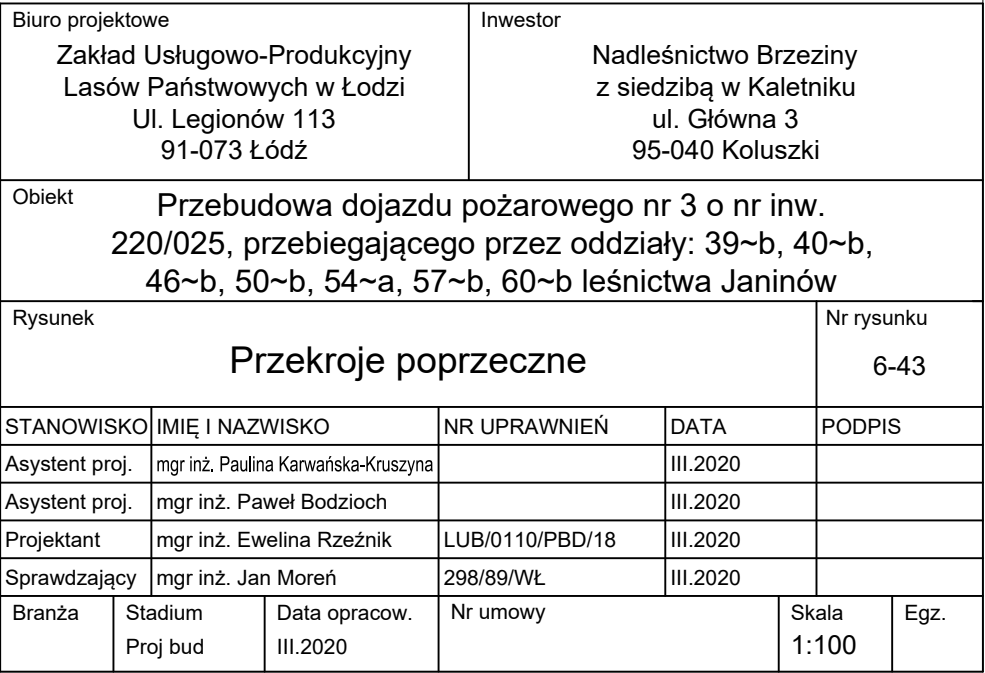 Biuro projektowe
Zakład Usługowo-Produkcyjny
Lasów Państwowych w Łodzi
Ul. Legionów 113
91-073 Łódź
Inwestor
Nadleśnictwo Brzeziny
z siedzibą w Kaletniku
ul. Główna 3
95-040 Koluszki
Obiekt
Przebudowa dojazdu pożarowego nr 3 o nr inw.
220/025, przebiegającego przez oddziały: 39~b, 40~b,
46~b, 50~b, 54~a, 57~b, 60~b leśnictwa Janinów
Rysunek
Przekroje poprzeczne
Nr rysunku
6-43
STANOWISKO IMIĘ I NAZWISKO NR UPRAWNIEŃ DATA PODPIS
Asystent proj. mgr inż. Paulina Karwańska-Kruszyna III.2020
Asystent proj. mgr inż. Paweł Bodzioch III.2020
Projektant mgr inż. Ewelina Rzeźnik LUB/0110/PBD/18 III.2020
Sprawdzający mgr inż. Jan Moreń 298/89/WŁ III.2020
Branża Stadium Data opracow. Nr umowy Skala Egz.
Proj bud III.2020 1:100